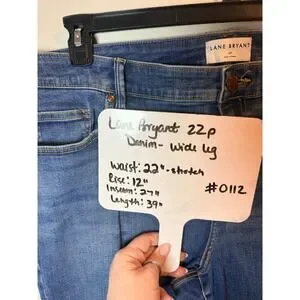 LANE BRYANT
Lane Bryant 22p
Denim - Wide leg
Waist: 22"-stretch
Rise: 12"
Inseam: 27"
Length: 39"
#0112